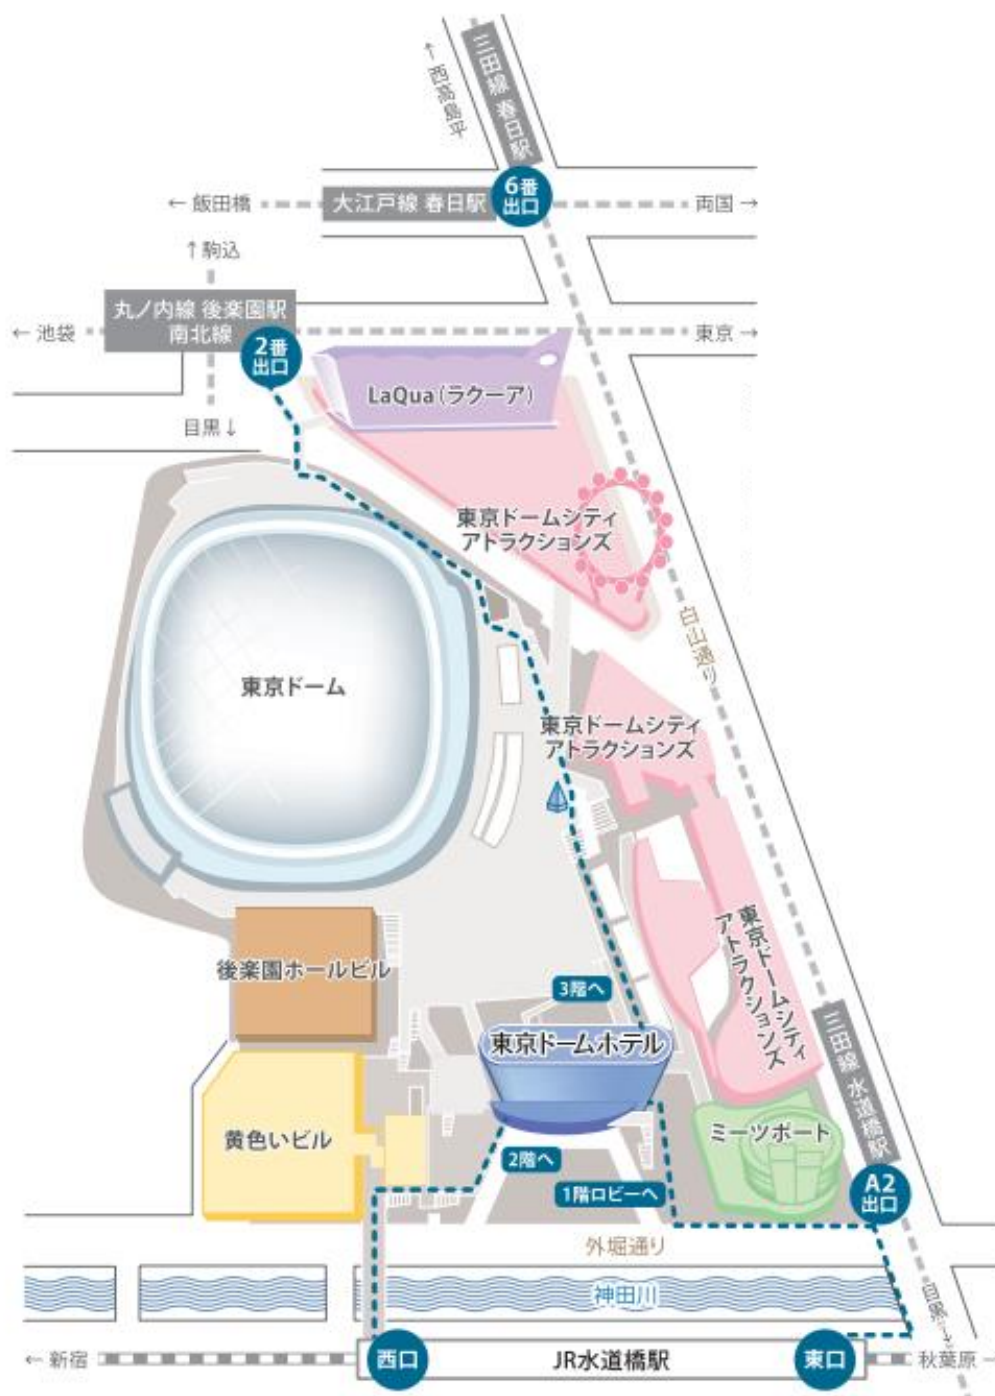 三田線 春日駅
↑西高島平
6番
出口
大江戸線 春日駅
← 飯田橋
両国 →
↑駒込
丸ノ内線 後楽園駅
南北線
← 池袋
東京 →
2番
出口
目黒↓
LaQua(ラクーア)
東京ドームシティ
アトラクションズ
白山通り
東京ドーム
東京ドームシティ
アトラクションズ
東京ドームシティ
アトラクションズ
後楽園ホールビル
3階へ
東京ドームホテル
三田線 水道橋駅
黄色いビル
ミーツポート
2階へ
1階ロビーへ
A2
出口
外堀通り
神田川
目黒→
← 新宿
西口
JR水道橋駅
東口
秋葉原→